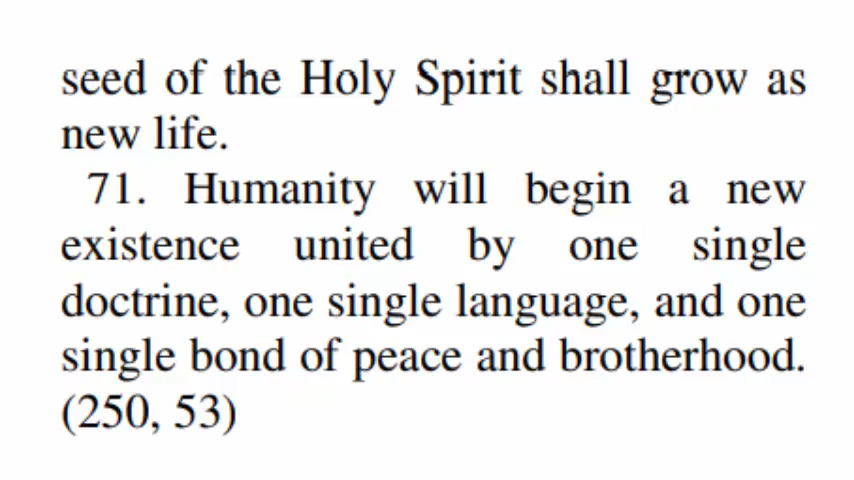 seed of the Holy Spirit shall grow as
new life.
71. Humanity will begin a new
existence united by one single
doctrine, one single language, and one
single bond of peace and brotherhood.
(250, 53)